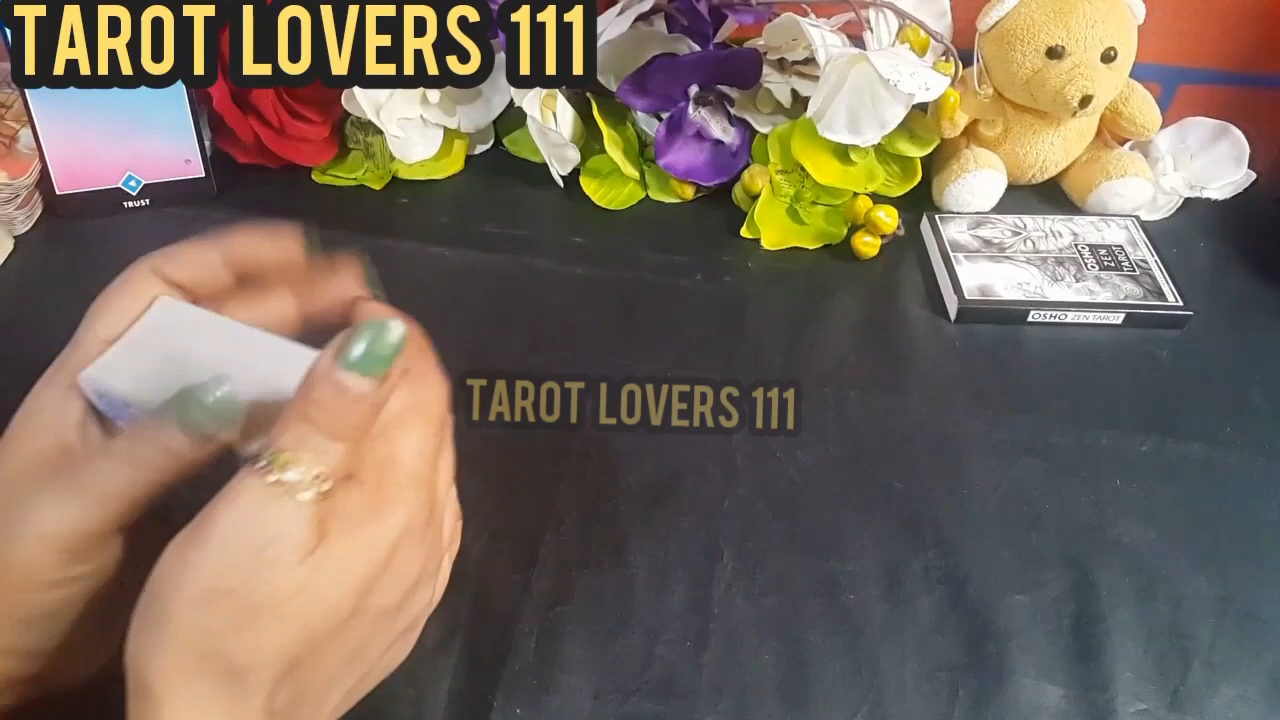 TAROT LOVERS 111
TRUST
OSHO
ZEN
TAROT
OSHO ZEN TAROT
TAROT LOVERS 111